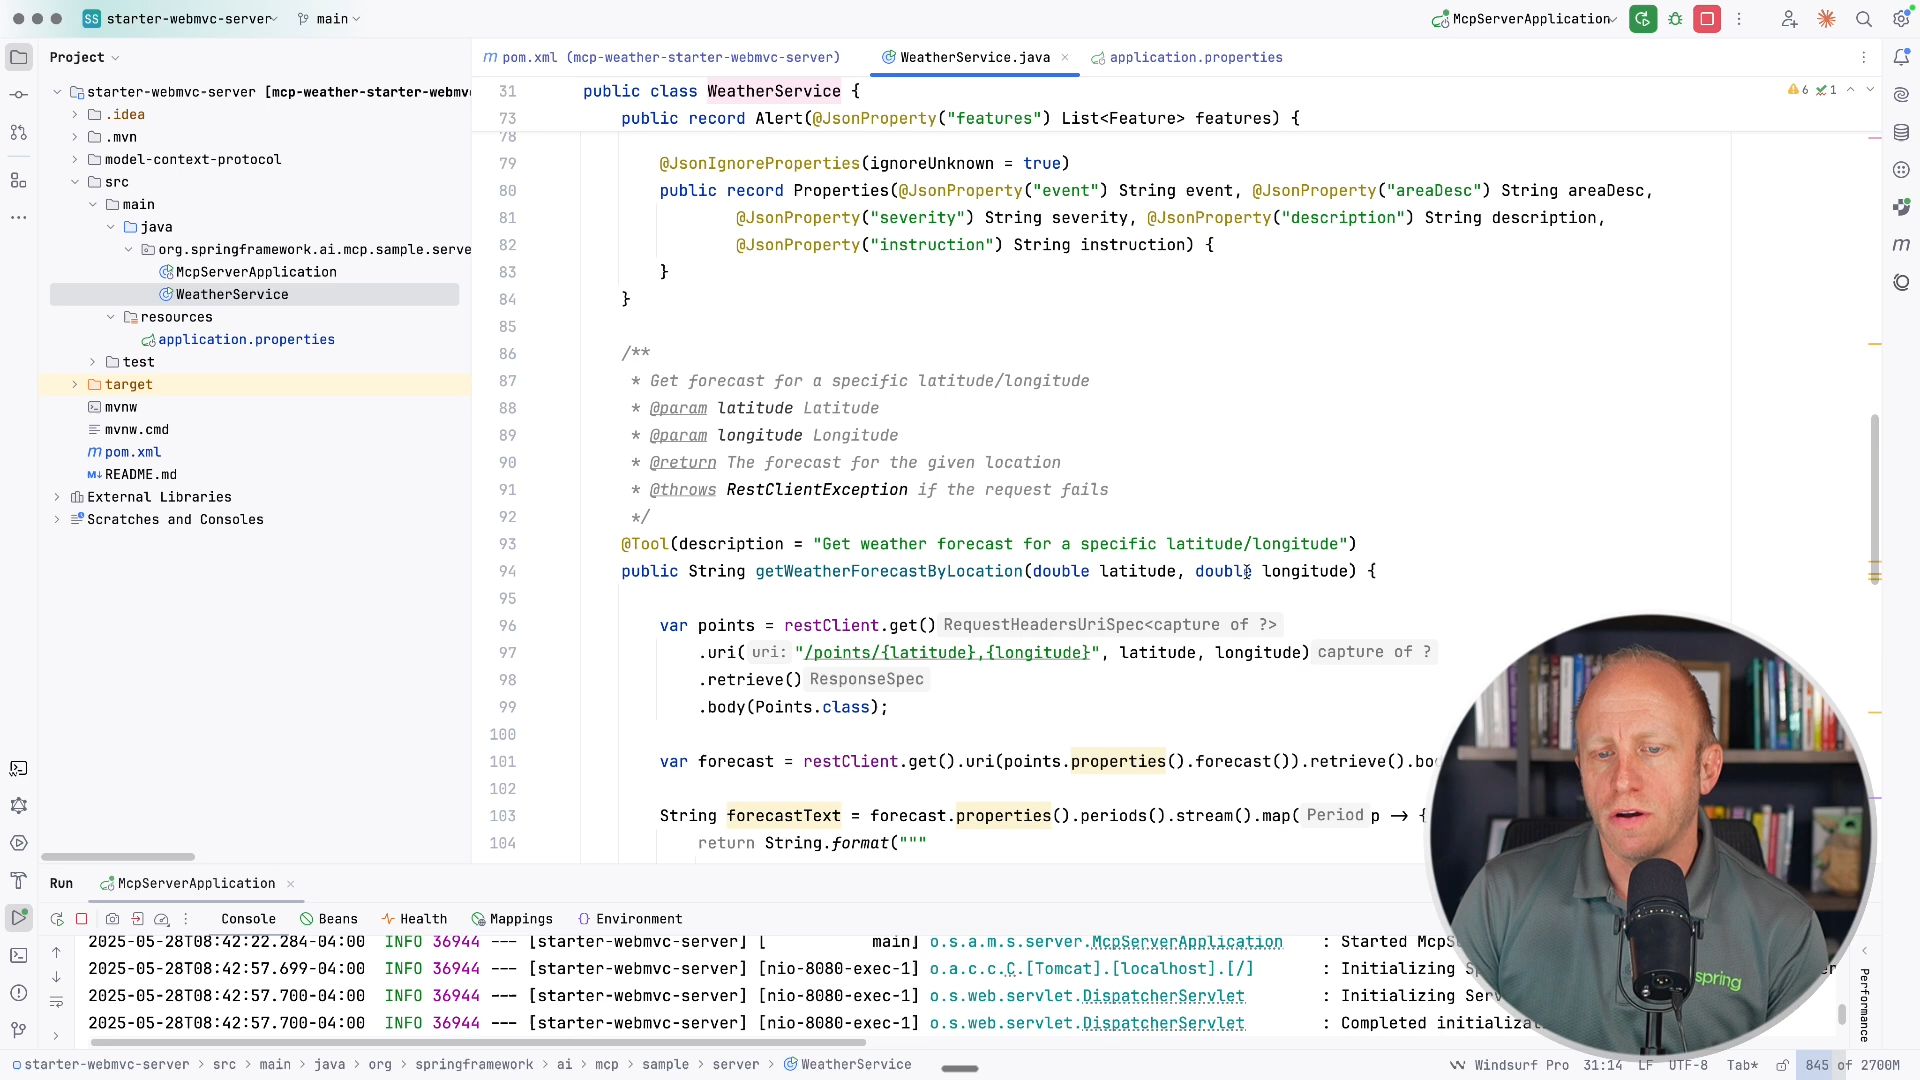 SS starter-webmvc-server main McpServerApplication
Project
pom.xml (mcp-weather-starter-webmvc-server) WeatherService.java application.properties
starter-webmvc-server [mcp-weather-starter-webmv
.idea
.mvn
model-context-protocol
src
main
java
org.springframework.ai.mcp.sample.serve
McpServerApplication
WeatherService
resources
application.properties
test
target
mvnw
mvnw.cmd
pom.xml
README.md
External Libraries
Scratches and Consoles
6 1
31 public class WeatherService {
73 public record Alert(@JsonProperty("features") List<Feature> features) {
78
79 @JsonIgnoreProperties(ignoreUnknown = true)
80 public record Properties(@JsonProperty("event") String event, @JsonProperty("areaDesc") String areaDesc,
81 @JsonProperty("severity") String severity, @JsonProperty("description") String description,
82 @JsonProperty("instruction") String instruction) {
83 }
84 }
85
86 /**
87 * Get forecast for a specific latitude/longitude
88 * @param latitude Latitude
89 * @param longitude Longitude
90 * @return The forecast for the given location
91 * @throws RestClientException if the request fails
92 */
93 @Tool(description = "Get weather forecast for a specific latitude/longitude")
94 public String getWeatherForecastByLocation(double latitude, double longitude) {
95
96 var points = restClient.get() RequestHeadersUriSpec<capture of ?>
97 .uri( uri: "/points/{latitude},{longitude}", latitude, longitude) capture of ?
98 .retrieve() ResponseSpec
99 .body(Points.class);
100
101 var forecast = restClient.get().uri(points.properties().forecast()).retrieve().bo
102
103 String forecastText = forecast.properties().periods().stream().map( Period p → {
104 return String.format("""
Run McpServerApplication
Console Beans Health Mappings Environment
2025-05-28T08:42:22.284-04:00 INFO 36944 --- [starter-webmvc-server] [ main] o.s.a.m.s.server.McpServerApplication : Started McpS
2025-05-28T08:42:57.699-04:00 INFO 36944 --- [starter-webmvc-server] [nio-8080-exec-1] o.a.c.c.C.[Tomcat].[localhost].[/] : Initializing S
2025-05-28T08:42:57.700-04:00 INFO 36944 --- [starter-webmvc-server] [nio-8080-exec-1] o.s.web.servlet.DispatcherServlet : Initializing Serv
2025-05-28T08:42:57.700-04:00 INFO 36944 --- [starter-webmvc-server] [nio-8080-exec-1] o.s.web.servlet.DispatcherServlet : Completed initializat
Performance
spring
starter-webmvc-server > src > main > java > org > springframework > ai > mcp > sample > server > WeatherService
Windsurf Pro 31:14 LF UTF-8 Tab* 845 of 2700M